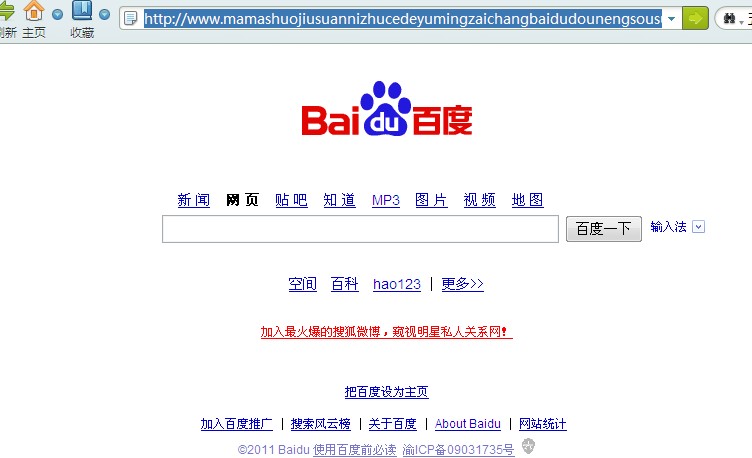 http://www.mamashuojiusuannizhucedeyumingzaichangbaidudounengsous
刷新 主页 收藏
Bai du 百度
新 闻 网 页 贴 吧 知 道 MP3 图 片 视 频 地 图
百度一下 输入法
空间 百科 hao123 | 更多>>
加入最火爆的搜狐微博，窥视明星私人关系网！
把百度设为主页
加入百度推广 | 搜索风云榜 | 关于百度 | About Baidu | 网站统计
©2011 Baidu 使用百度前必读 渝ICP备09031735号